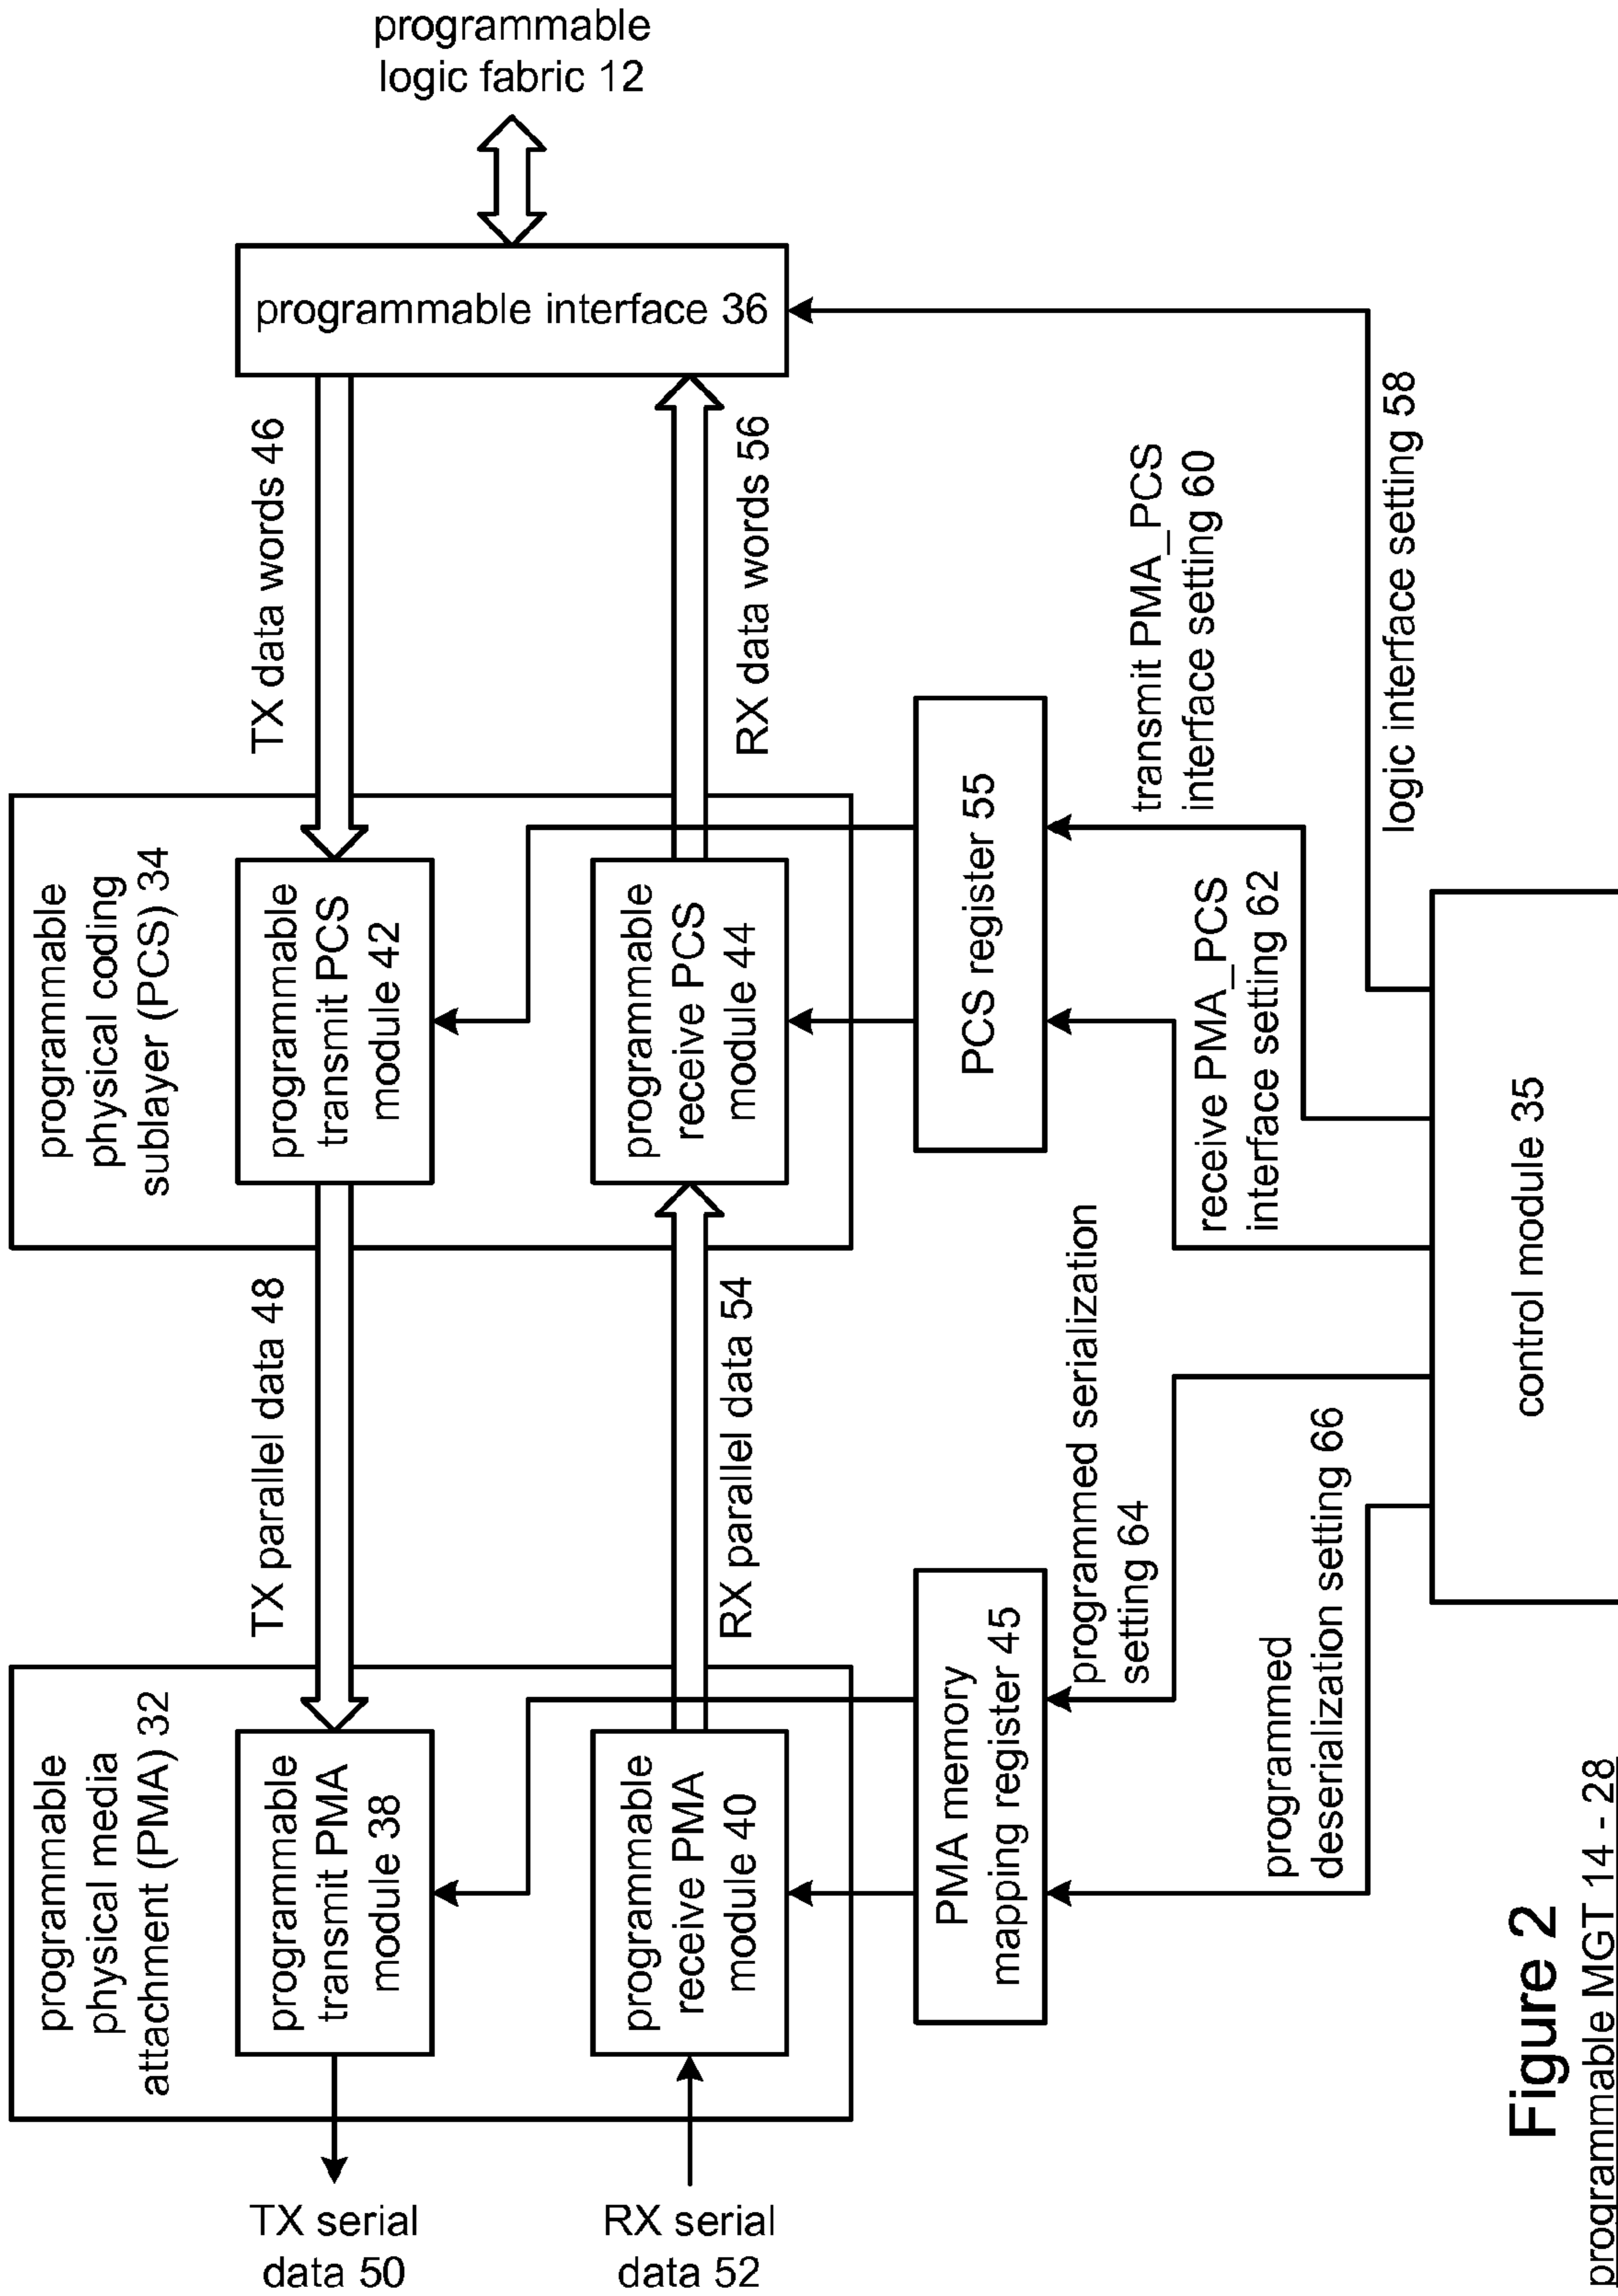 programmable
logic fabric 12
programmable interface 36
TX data words 46
RX data words 56
programmable
physical coding
sublayer (PCS) 34
programmable
transmit PCS
module 42
programmable
receive PCS
module 44
PCS register 55
transmit PMA_PCS
interface setting 60
receive PMA_PCS
interface setting 62
logic interface setting 58
TX parallel data 48
RX parallel data 54
programmable
physical media
attachment (PMA) 32
programmable
transmit PMA
module 38
programmable
receive PMA
module 40
PMA memory
mapping register 45
programmed serialization
setting 64
programmed
deserialization setting 66
control module 35
TX serial
data 50
RX serial
data 52
Figure 2
programmable MGT 14 - 28